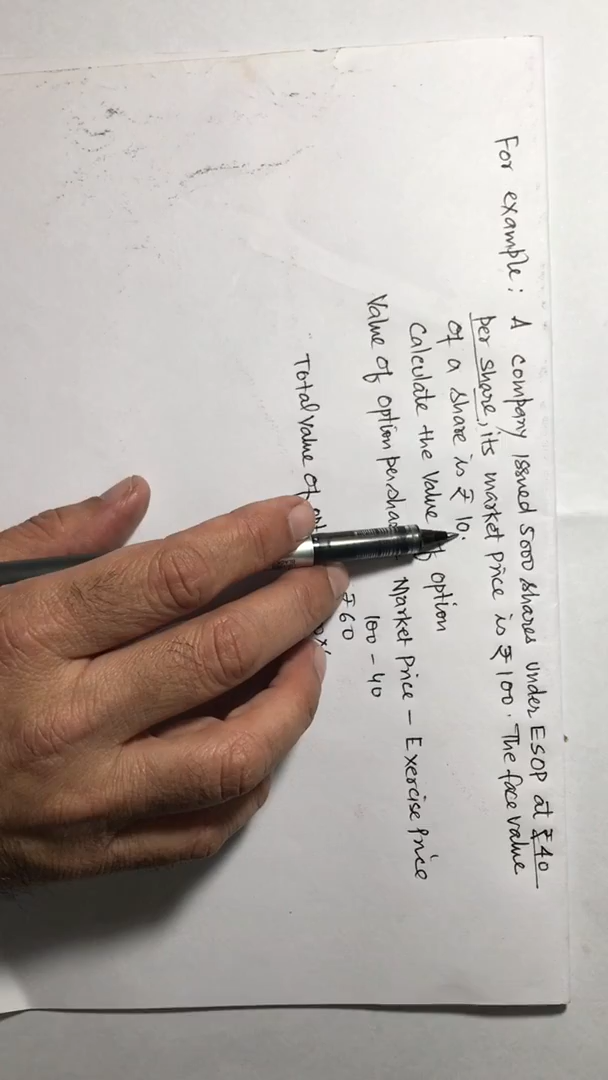 For example: A company issued 5000 shares under ESOP at ₹40
per share, its market price is ₹100. The face value
of a share is ₹10.
Calculate the value option
Value of option per Market Price - Exercise Price
100 - 40
₹60
Total value of